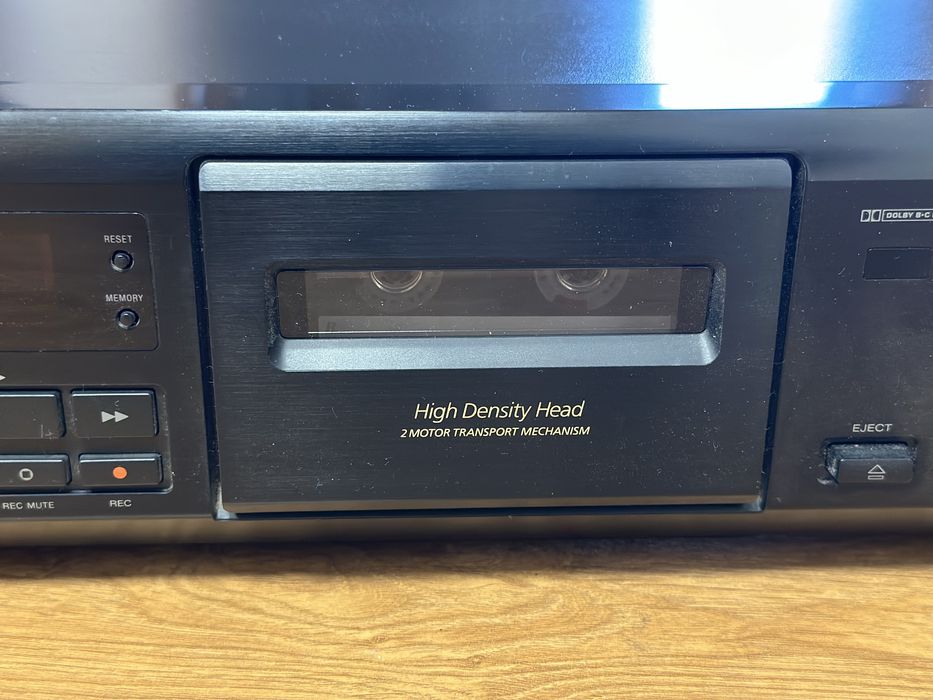 RESET
MEMORY
DOLBY B-C
High Density Head
2 MOTOR TRANSPORT MECHANISM
EJECT
REC MUTE
REC